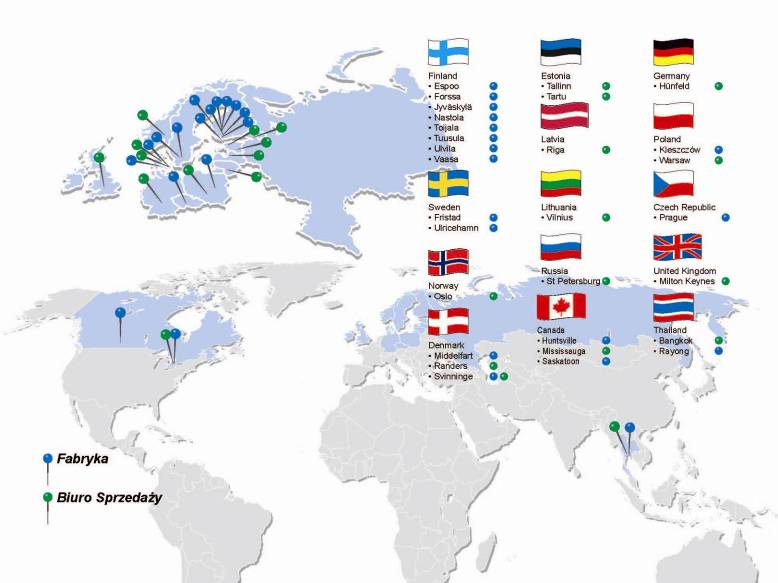 Finland
• Espoo
• Forssa
• Jyväskylä
• Nastola
• Toijala
• Tuusula
• Ulvila
• Vaasa
Sweden
• Fristad
• Ulricehamn
Norway
• Oslo
Denmark
• Middelfart
• Randers
• Svinninge
Estonia
• Tallinn
• Tartu
Latvia
• Riga
Lithuania
• Vilnius
Russia
• St Petersburg
Canada
• Huntsville
• Mississauga
• Saskatoon
Germany
• Hünfeld
Poland
• Kleszczów
• Warsaw
Czech Republic
• Prague
United Kingdom
• Milton Keynes
Thailand
• Bangkok
• Rayong
Fabryka
Biuro Sprzedaży